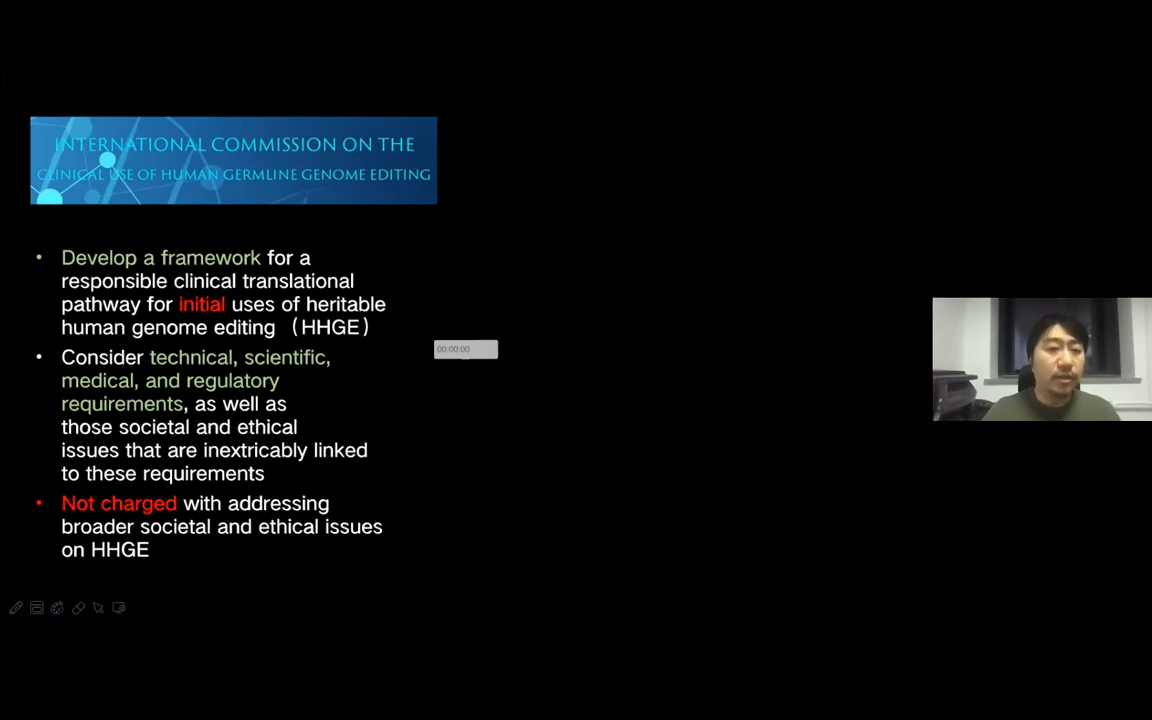 INTERNATIONAL COMMISSION ON THE
CLINICAL USE OF HUMAN GERMLINE GENOME EDITING
• Develop a framework for a
responsible clinical translational
pathway for initial uses of heritable
human genome editing （HHGE）
• Consider technical, scientific,
medical, and regulatory
requirements, as well as
those societal and ethical
issues that are inextricably linked
to these requirements
• Not charged with addressing
broader societal and ethical issues
on HHGE
00:00:00